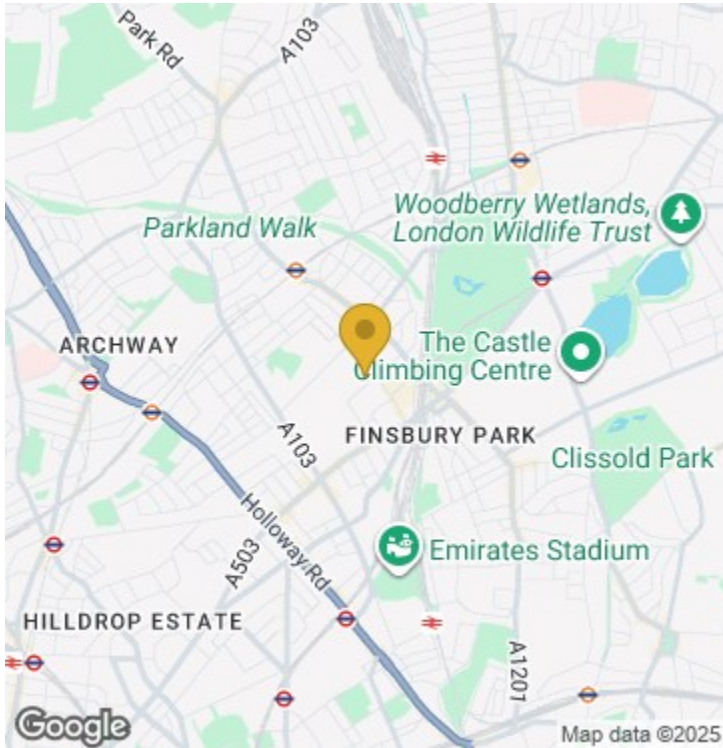 Park Rd
A103
Woodberry Wetlands,
London Wildlife Trust
Parkland Walk
ARCHWAY
The Castle
Climbing Centre
FINSBURY PARK
A103
Clissold Park
Holloway Rd
A503
Emirates Stadium
HILLDROP ESTATE
A1201
Google
Map data ©2025